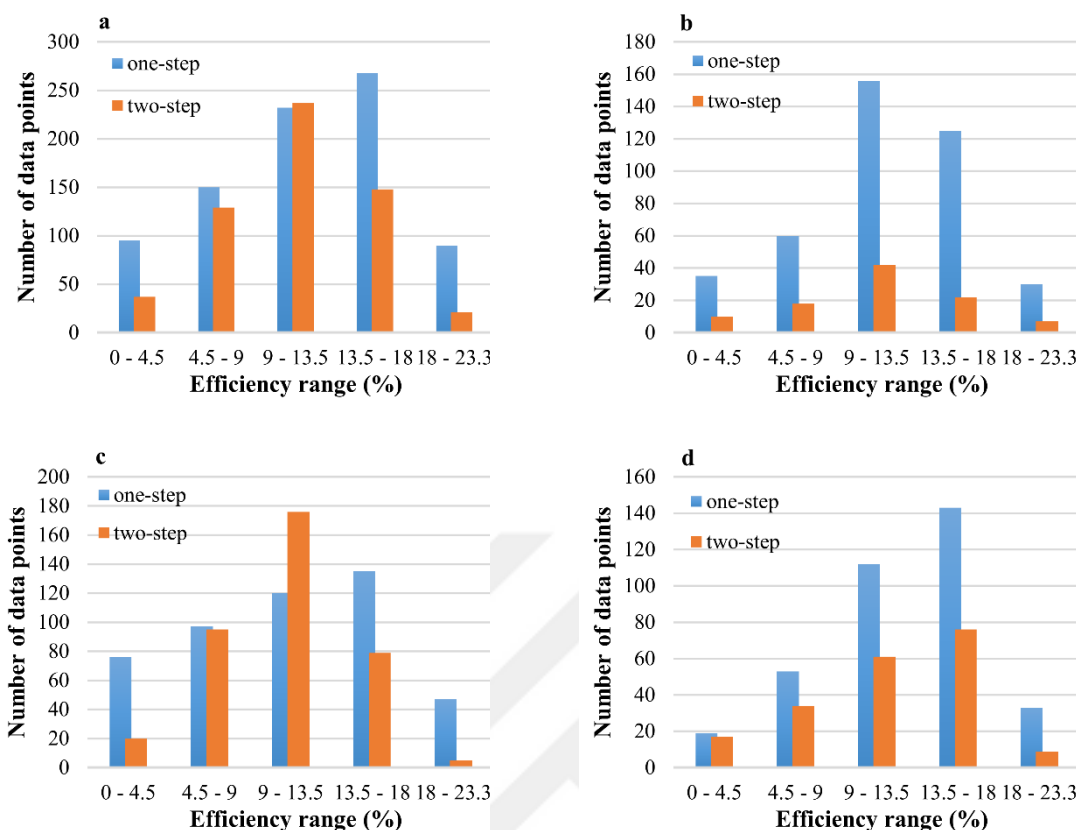 a
300
250
200
150
100
50
0
one-step
two-step
Number of data points
0 - 4.5 4.5 - 9 9 - 13.5 13.5 - 18 18 - 23.3
Efficiency range (%)
b
180
160
140
120
100
80
60
40
20
0
one-step
two-step
Number of data points
0 - 4.5 4.5 - 9 9 - 13.5 13.5 - 18 18 - 23.3
Efficiency range (%)
c
200
180
160
140
120
100
80
60
40
20
0
one-step
two-step
Number of data points
0 - 4.5 4.5 - 9 9 - 13.5 13.5 - 18 18 - 23.3
Efficiency range (%)
d
160
140
120
100
80
60
40
20
0
one-step
two-step
Number of data points
0 - 4.5 4.5 - 9 9 - 13.5 13.5 - 18 18 - 23.3
Efficiency range (%)